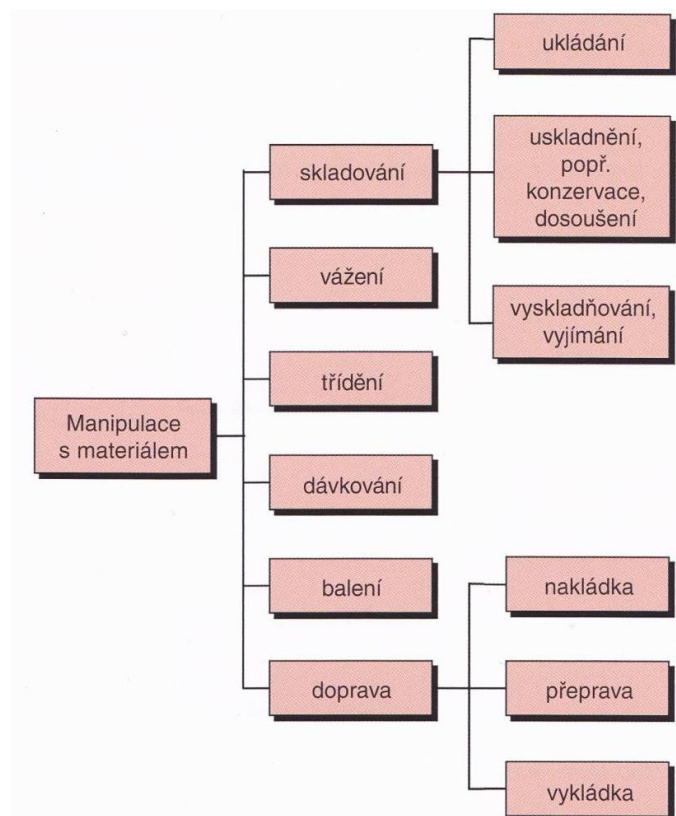 Manipulace
s materiálem
skladování
vážení
třídění
dávkování
balení
doprava
ukládání
uskladnění,
popř.
konzervace,
dosoušení
vyskladňování,
vyjímání
nakládka
přeprava
vykládka